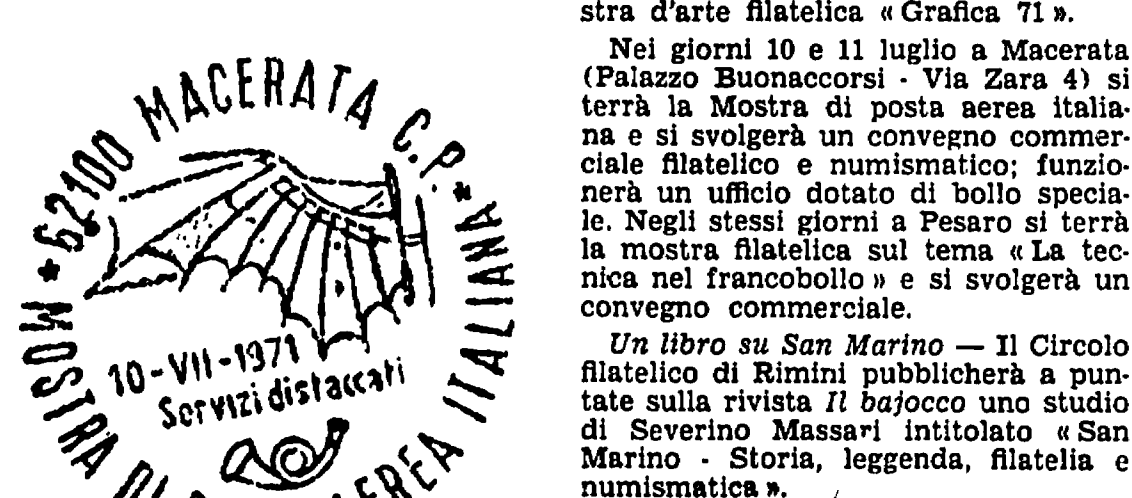 62100 MACERATA C.P.
MOSTRA DI AEREA ITALIANA
10-VII-1971
Servizi distaccati
stra d'arte filatelica « Grafica 71 ».
Nei giorni 10 e 11 luglio a Macerata
(Palazzo Buonaccorsi - Via Zara 4) si
terrà la Mostra di posta aerea italia-
na e si svolgerà un convegno commer-
ciale filatelico e numismatico; funzio-
nerà un ufficio dotato di bollo specia-
le. Negli stessi giorni a Pesaro si terrà
la mostra filatelica sul tema « La tec-
nica nel francobollo » e si svolgerà un
convegno commerciale.
Un libro su San Marino — Il Circolo
filatelico di Rimini pubblicherà a pun-
tate sulla rivista Il bajocco uno studio
di Severino Massari intitolato « San
Marino - Storia, leggenda, filatelia e
numismatica ».